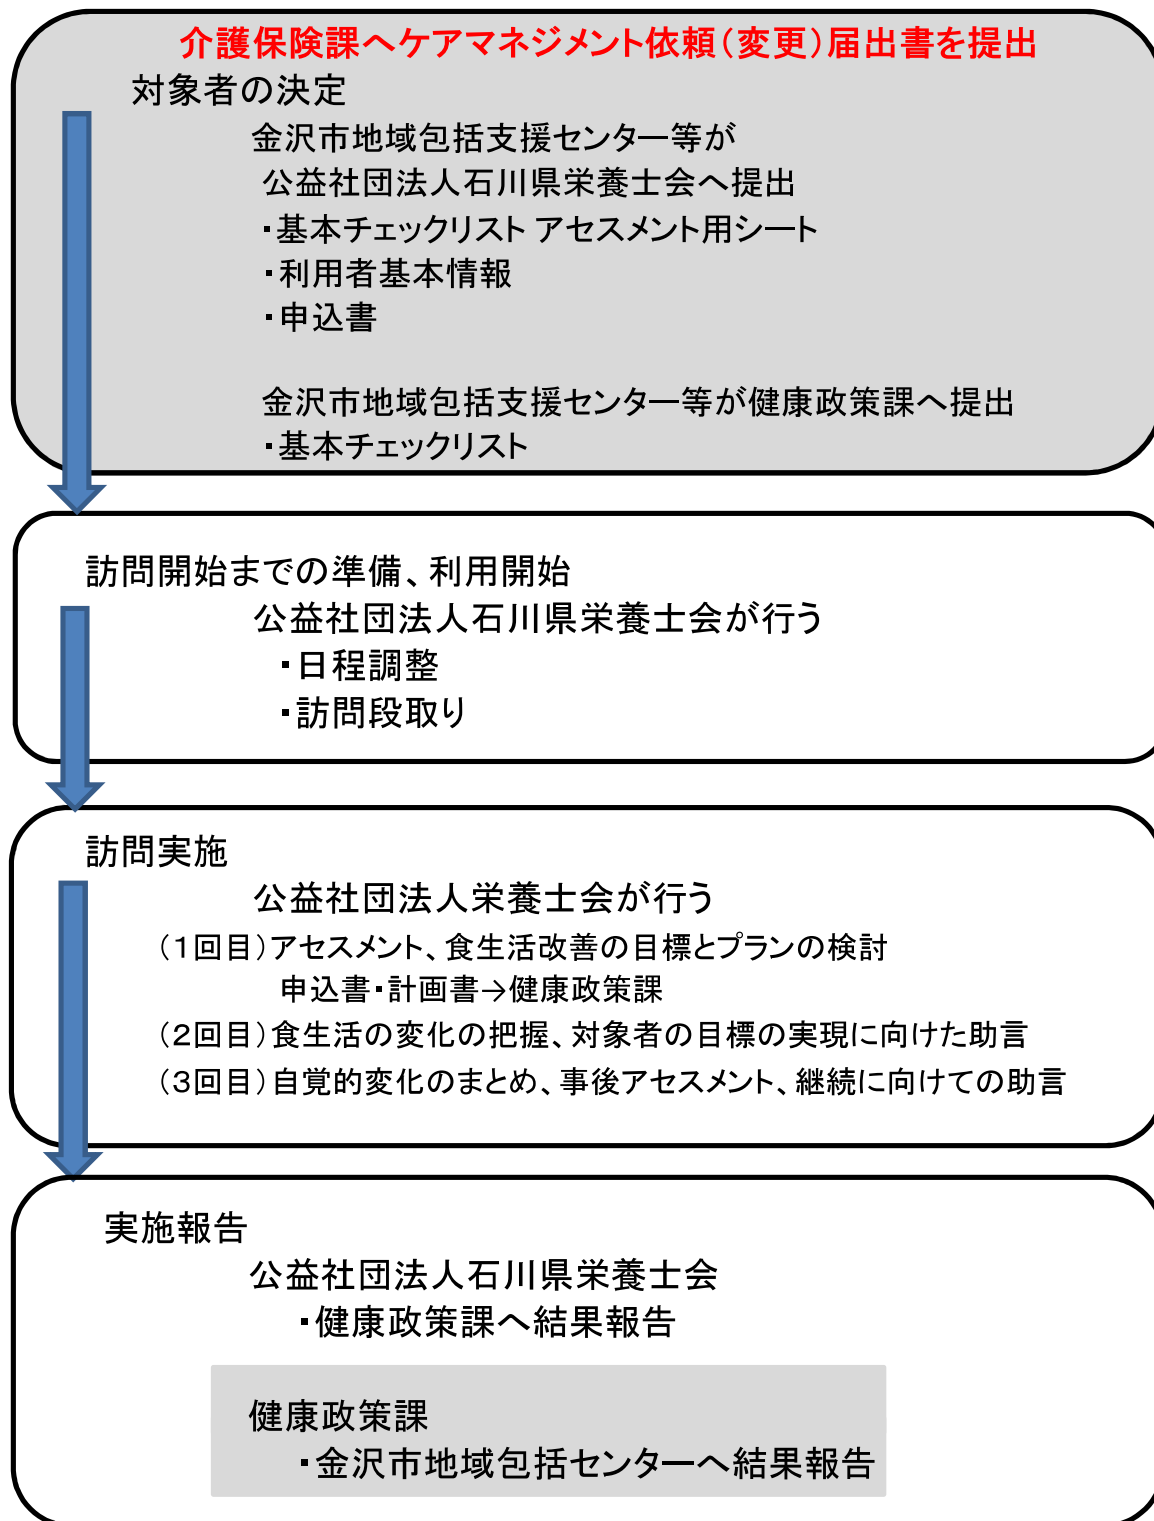 介護保険課へケアマネジメント依頼（変更）届出書を提出
対象者の決定
金沢市地域包括支援センター等が
公益社団法人石川県栄養士会へ提出
・基本チェックリスト アセスメント用シート
・利用者基本情報
・申込書
金沢市地域包括支援センター等が健康政策課へ提出
・基本チェックリスト
訪問開始までの準備、利用開始
公益社団法人石川県栄養士会が行う
・日程調整
・訪問段取り
訪問実施
公益社団法人栄養士会が行う
（１回目）アセスメント、食生活改善の目標とプランの検討
申込書・計画書→健康政策課
（２回目）食生活の変化の把握、対象者の目標の実現に向けた助言
（３回目）自覚的変化のまとめ、事後アセスメント、継続に向けての助言
実施報告
公益社団法人石川県栄養士会
・健康政策課へ結果報告
健康政策課
・金沢市地域包括センターへ結果報告